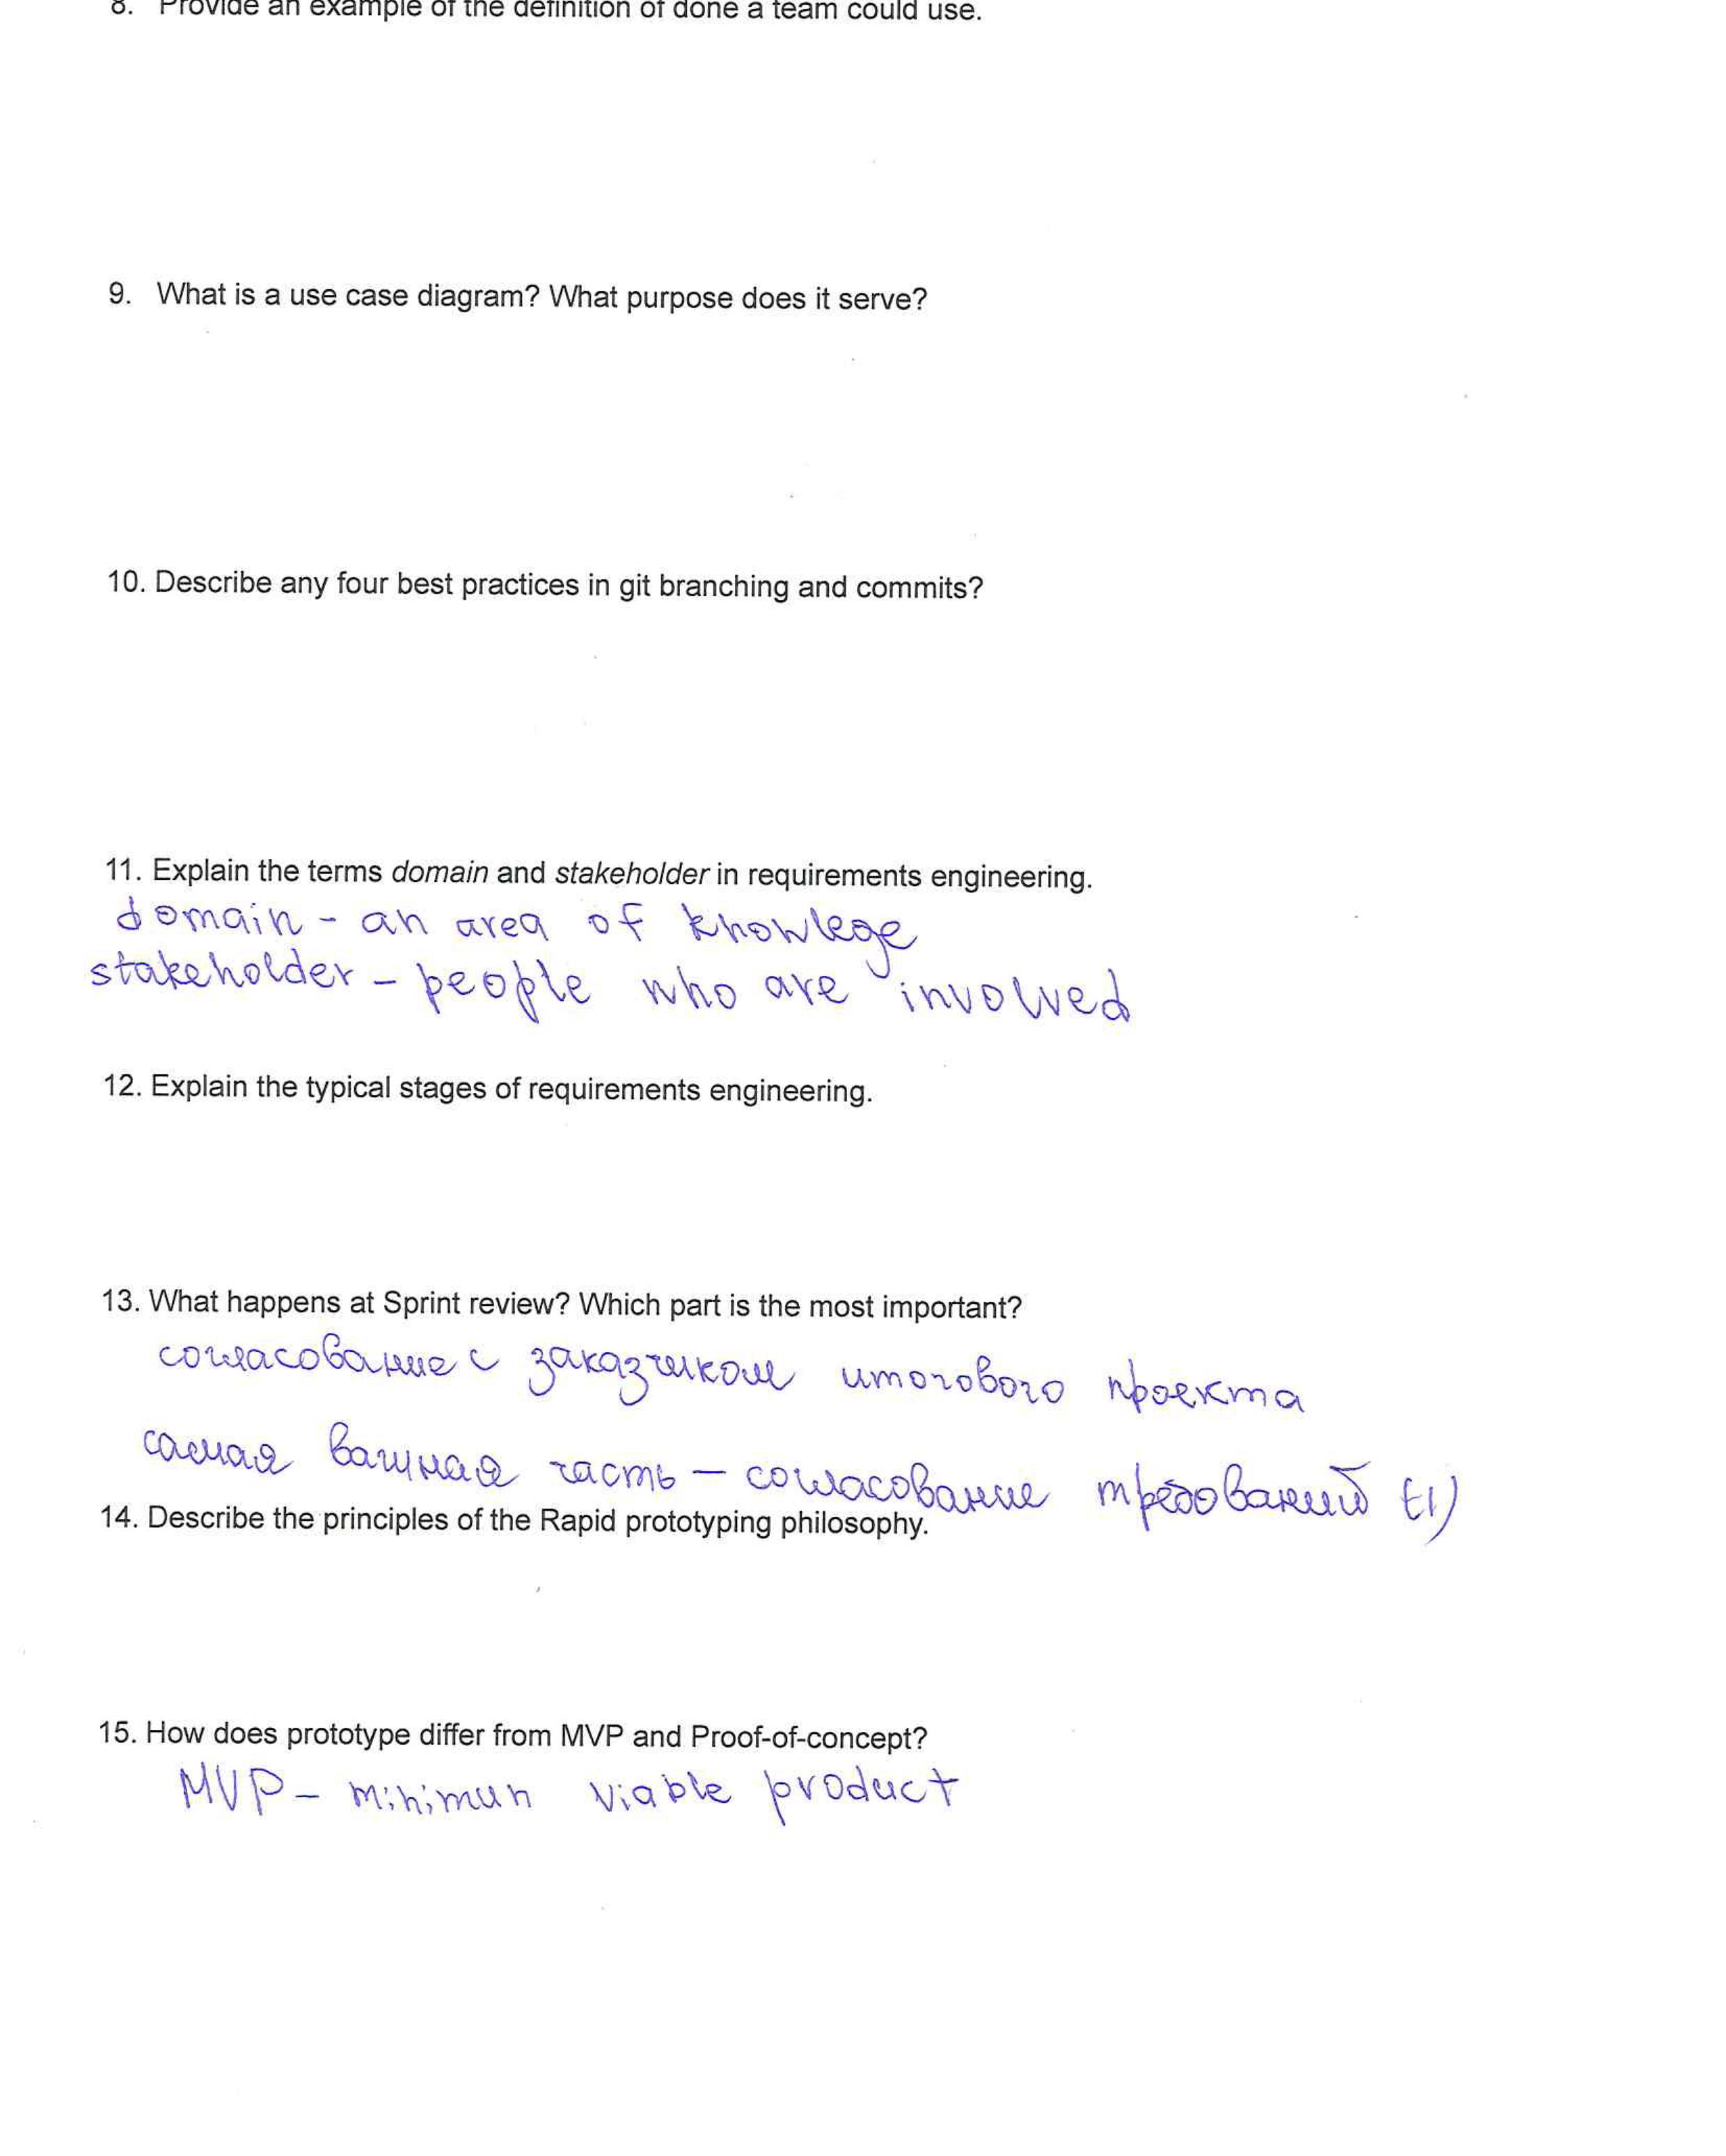 8. Provide an example of the definition of done a team could use.
9. What is a use case diagram? What purpose does it serve?
10. Describe any four best practices in git branching and commits?
11. Explain the terms domain and stakeholder in requirements engineering.
domain - an area of knowlege
stakeholder - people who are involved
12. Explain the typical stages of requirements engineering.
13. What happens at Sprint review? Which part is the most important?
согласование с заказчиком итогового проекта
самая важная часть - согласование требований
14. Describe the principles of the Rapid prototyping philosophy.
15. How does prototype differ from MVP and Proof-of-concept?
MVP - minimun viable product